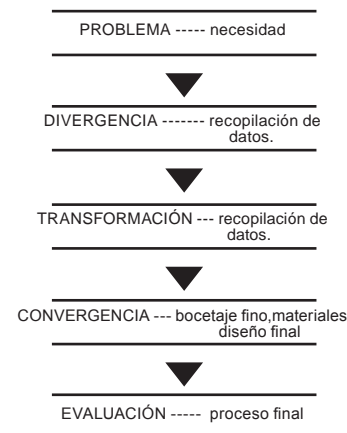 PROBLEMA ----- necesidad
DIVERGENCIA ------- recopilación de
datos.
TRANSFORMACIÓN --- recopilación de
datos.
CONVERGENCIA --- bocetaje fino,materiales
diseño final
EVALUACIÓN ----- proceso final